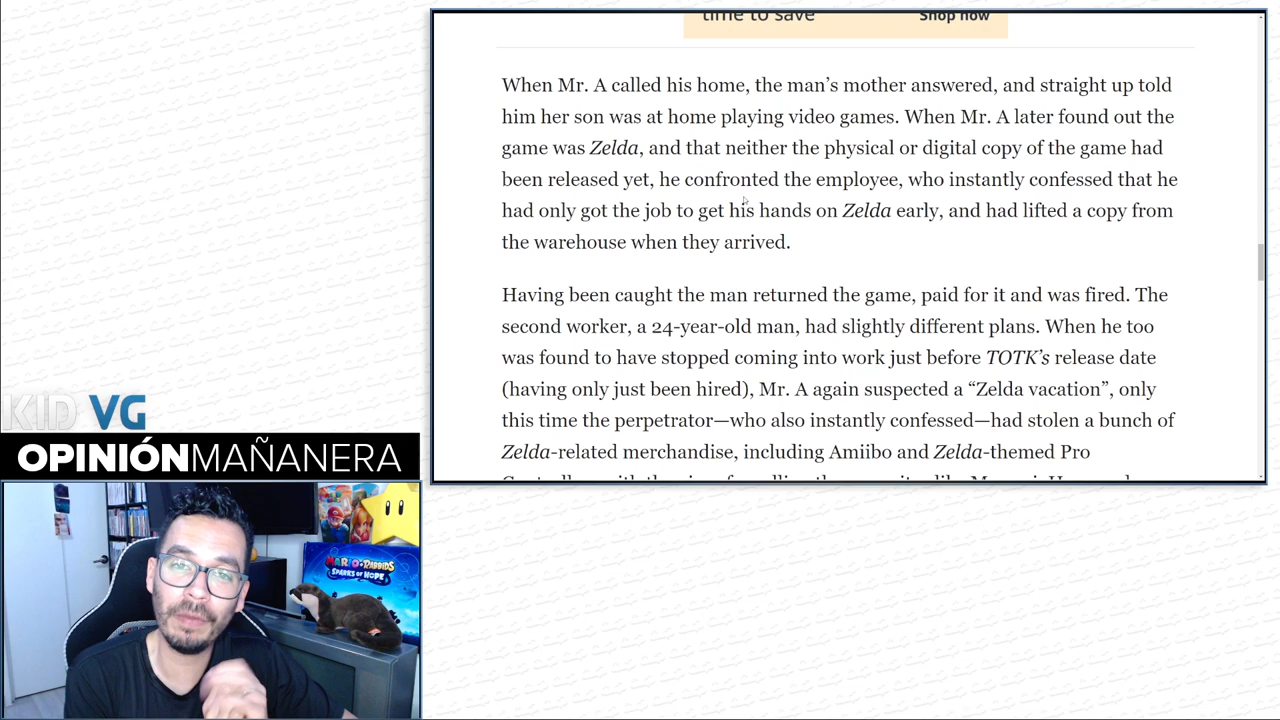 time to save
Shop now
When Mr. A called his home, the man’s mother answered, and straight up told
him her son was at home playing video games. When Mr. A later found out the
game was Zelda, and that neither the physical or digital copy of the game had
been released yet, he confronted the employee, who instantly confessed that he
had only got the job to get his hands on Zelda early, and had lifted a copy from
the warehouse when they arrived.
Having been caught the man returned the game, paid for it and was fired. The
second worker, a 24-year-old man, had slightly different plans. When he too
was found to have stopped coming into work just before TOTK’s release date
(having only just been hired), Mr. A again suspected a “Zelda vacation”, only
this time the perpetrator—who also instantly confessed—had stolen a bunch of
Zelda-related merchandise, including Amiibo and Zelda-themed Pro
KID VG
OPINIÓNMAÑANERA
MARIO+RABBIDS
SPARKS OF HOPE